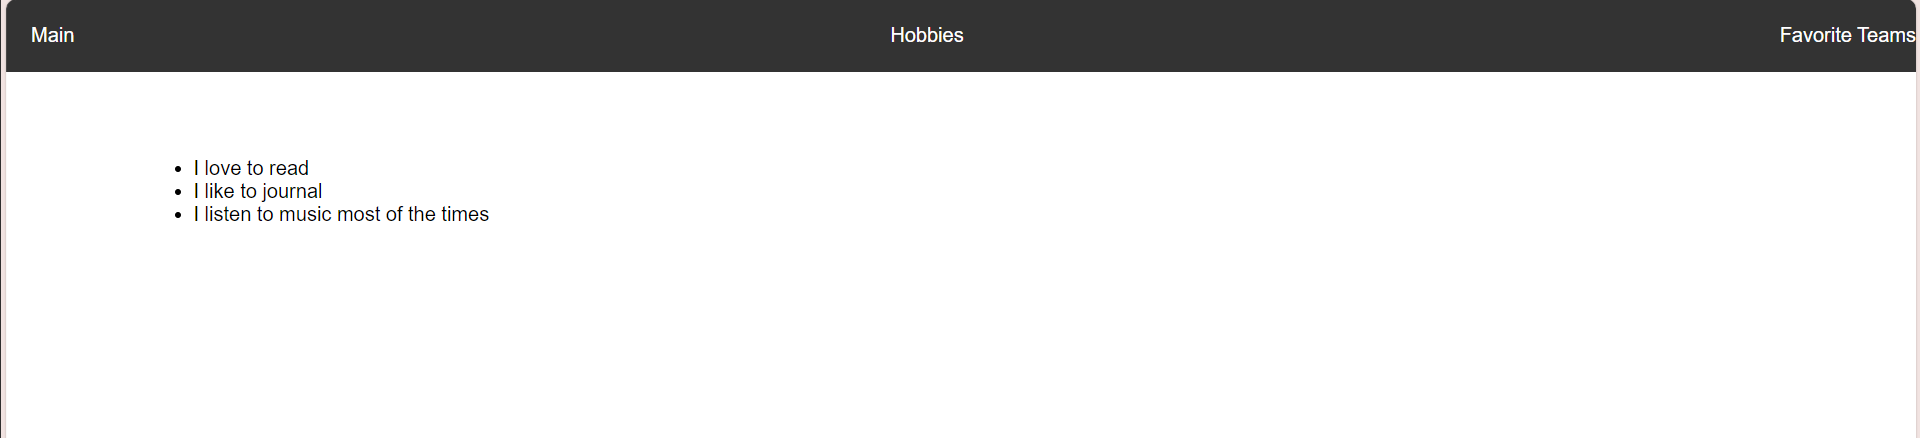 Main Hobbies Favorite Teams
• I love to read
• I like to journal
• I listen to music most of the times